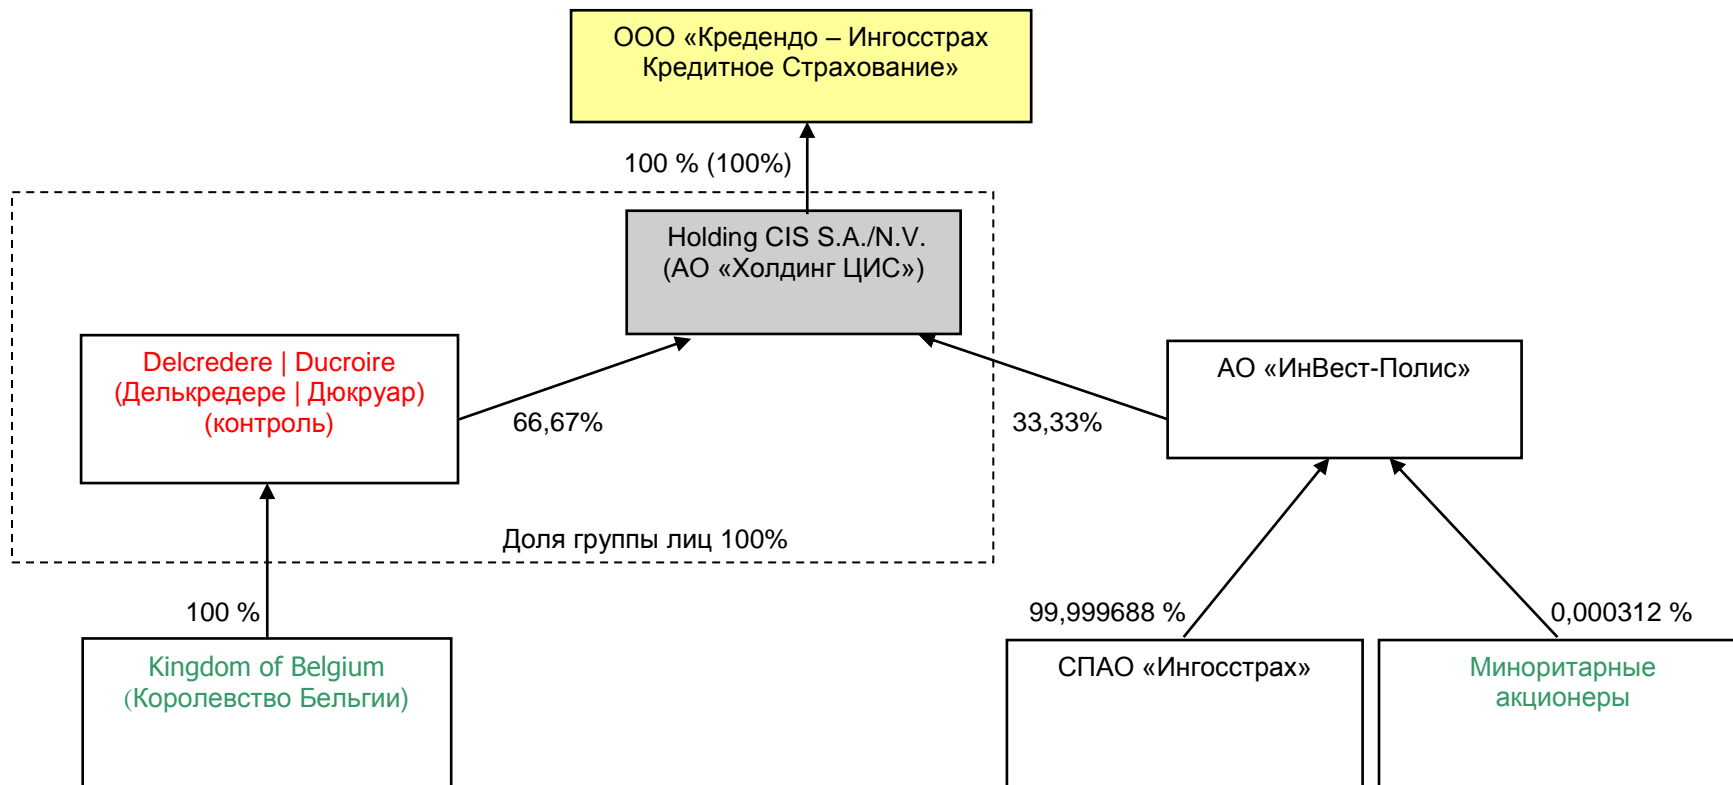 ООО «Кредендо – Ингосстрах
Кредитное Страхование»
100 % (100%)
Holding CIS S.A./N.V.
(АО «Холдинг ЦИС»)
Delcredere | Ducroire
(Делькредере | Дюкруар)
(контроль)
66,67%
33,33%
АО «ИнВест-Полис»
Доля группы лиц 100%
100 %
99,999688 %
0,000312 %
Kingdom of Belgium
(Королевство Бельгии)
СПАО «Ингосстрах»
Миноритарные
акционеры